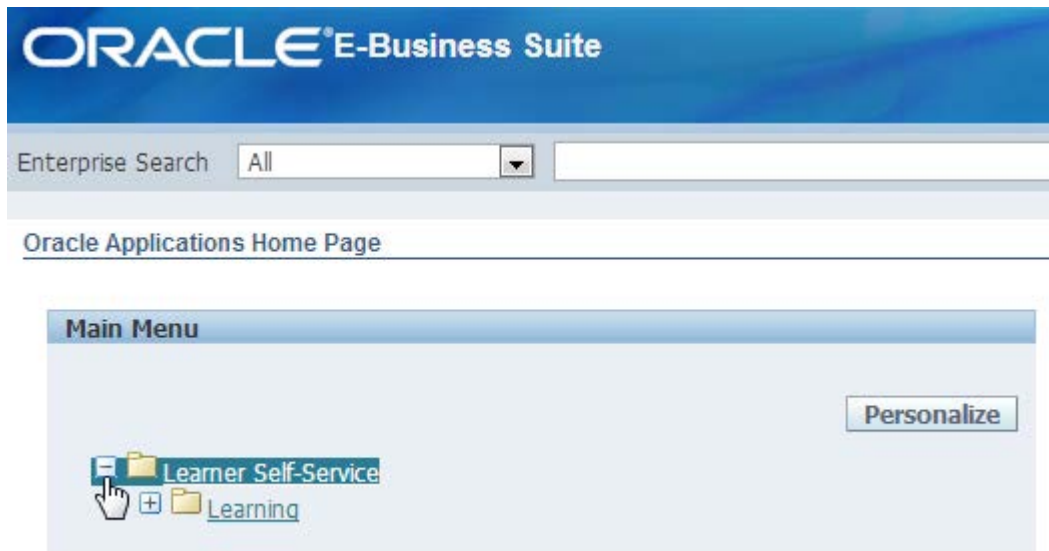 ORACLE® E-Business Suite
Enterprise Search All
Oracle Applications Home Page
Main Menu
Personalize
Learner Self-Service
Learning